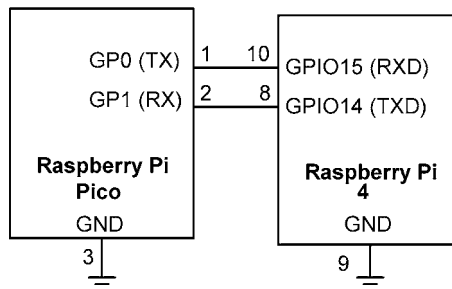 GP0 (TX) 1 10 GPIO15 (RXD)
GP1 (RX) 2 8 GPIO14 (TXD)
Raspberry Pi
Pico
Raspberry Pi
4
GND
GND
3
9